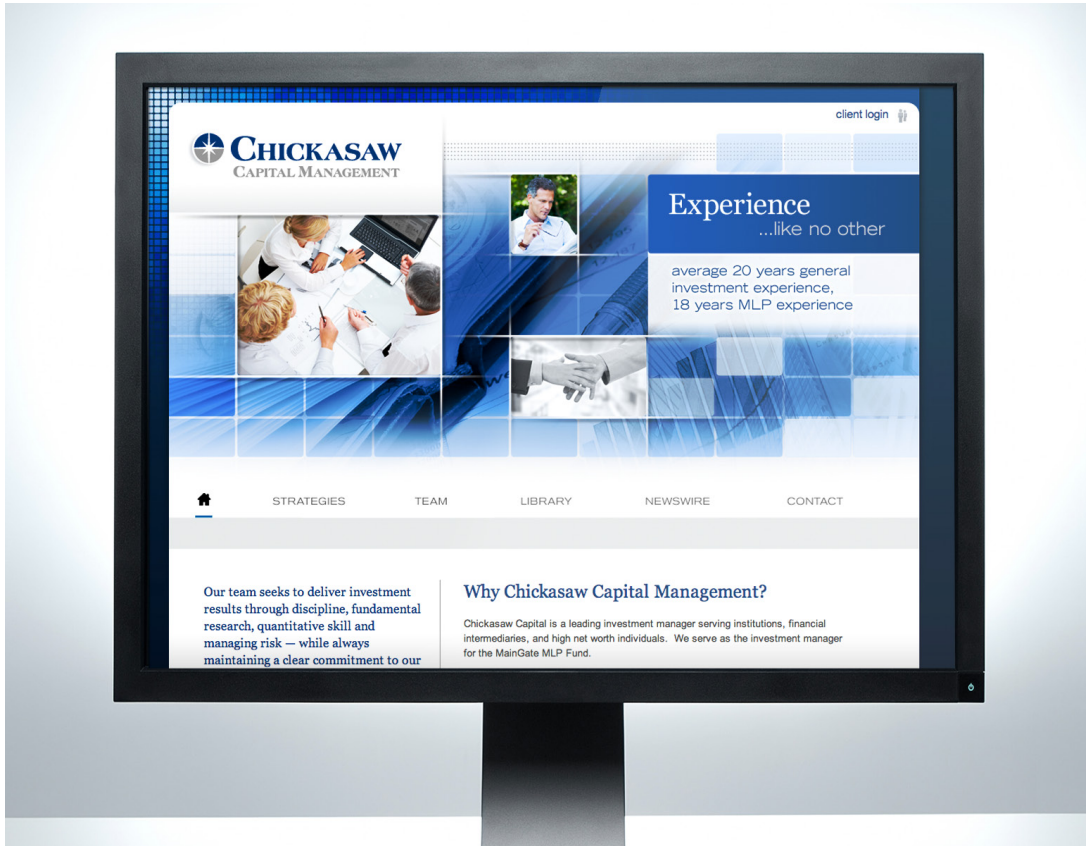 client login
CHICKASAW
CAPITAL MANAGEMENT
Experience
...like no other
average 20 years general
investment experience,
18 years MLP experience
STRATEGIES
TEAM
LIBRARY
NEWSWIRE
CONTACT
Our team seeks to deliver investment
results through discipline, fundamental
research, quantitative skill and
managing risk — while always
maintaining a clear commitment to our
Why Chickasaw Capital Management?
Chickasaw Capital is a leading investment manager serving institutions, financial
intermediaries, and high net worth individuals.  We serve as the investment manager
for the MainGate MLP Fund.